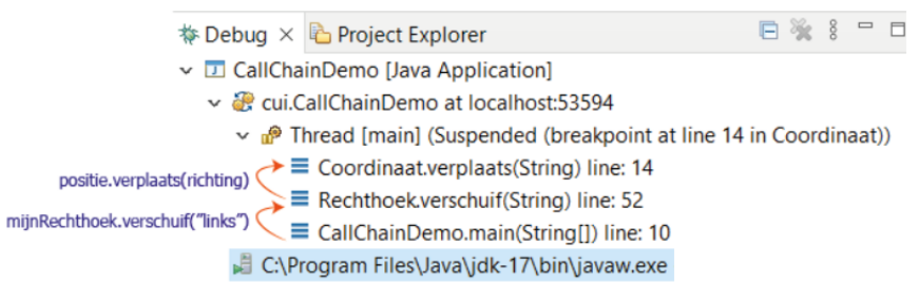 Debug × Project Explorer
CallChainDemo [Java Application]
cui.CallChainDemo at localhost:53594
Thread [main] (Suspended (breakpoint at line 14 in Coordinaat))
Coordinaat.verplaats(String) line: 14
positie.verplaats(richting)
Rechthoek.verschuif(String) line: 52
mijnRechthoek.verschuif("links")
CallChainDemo.main(String[]) line: 10
C:\Program Files\Java\jdk-17\bin\javaw.exe